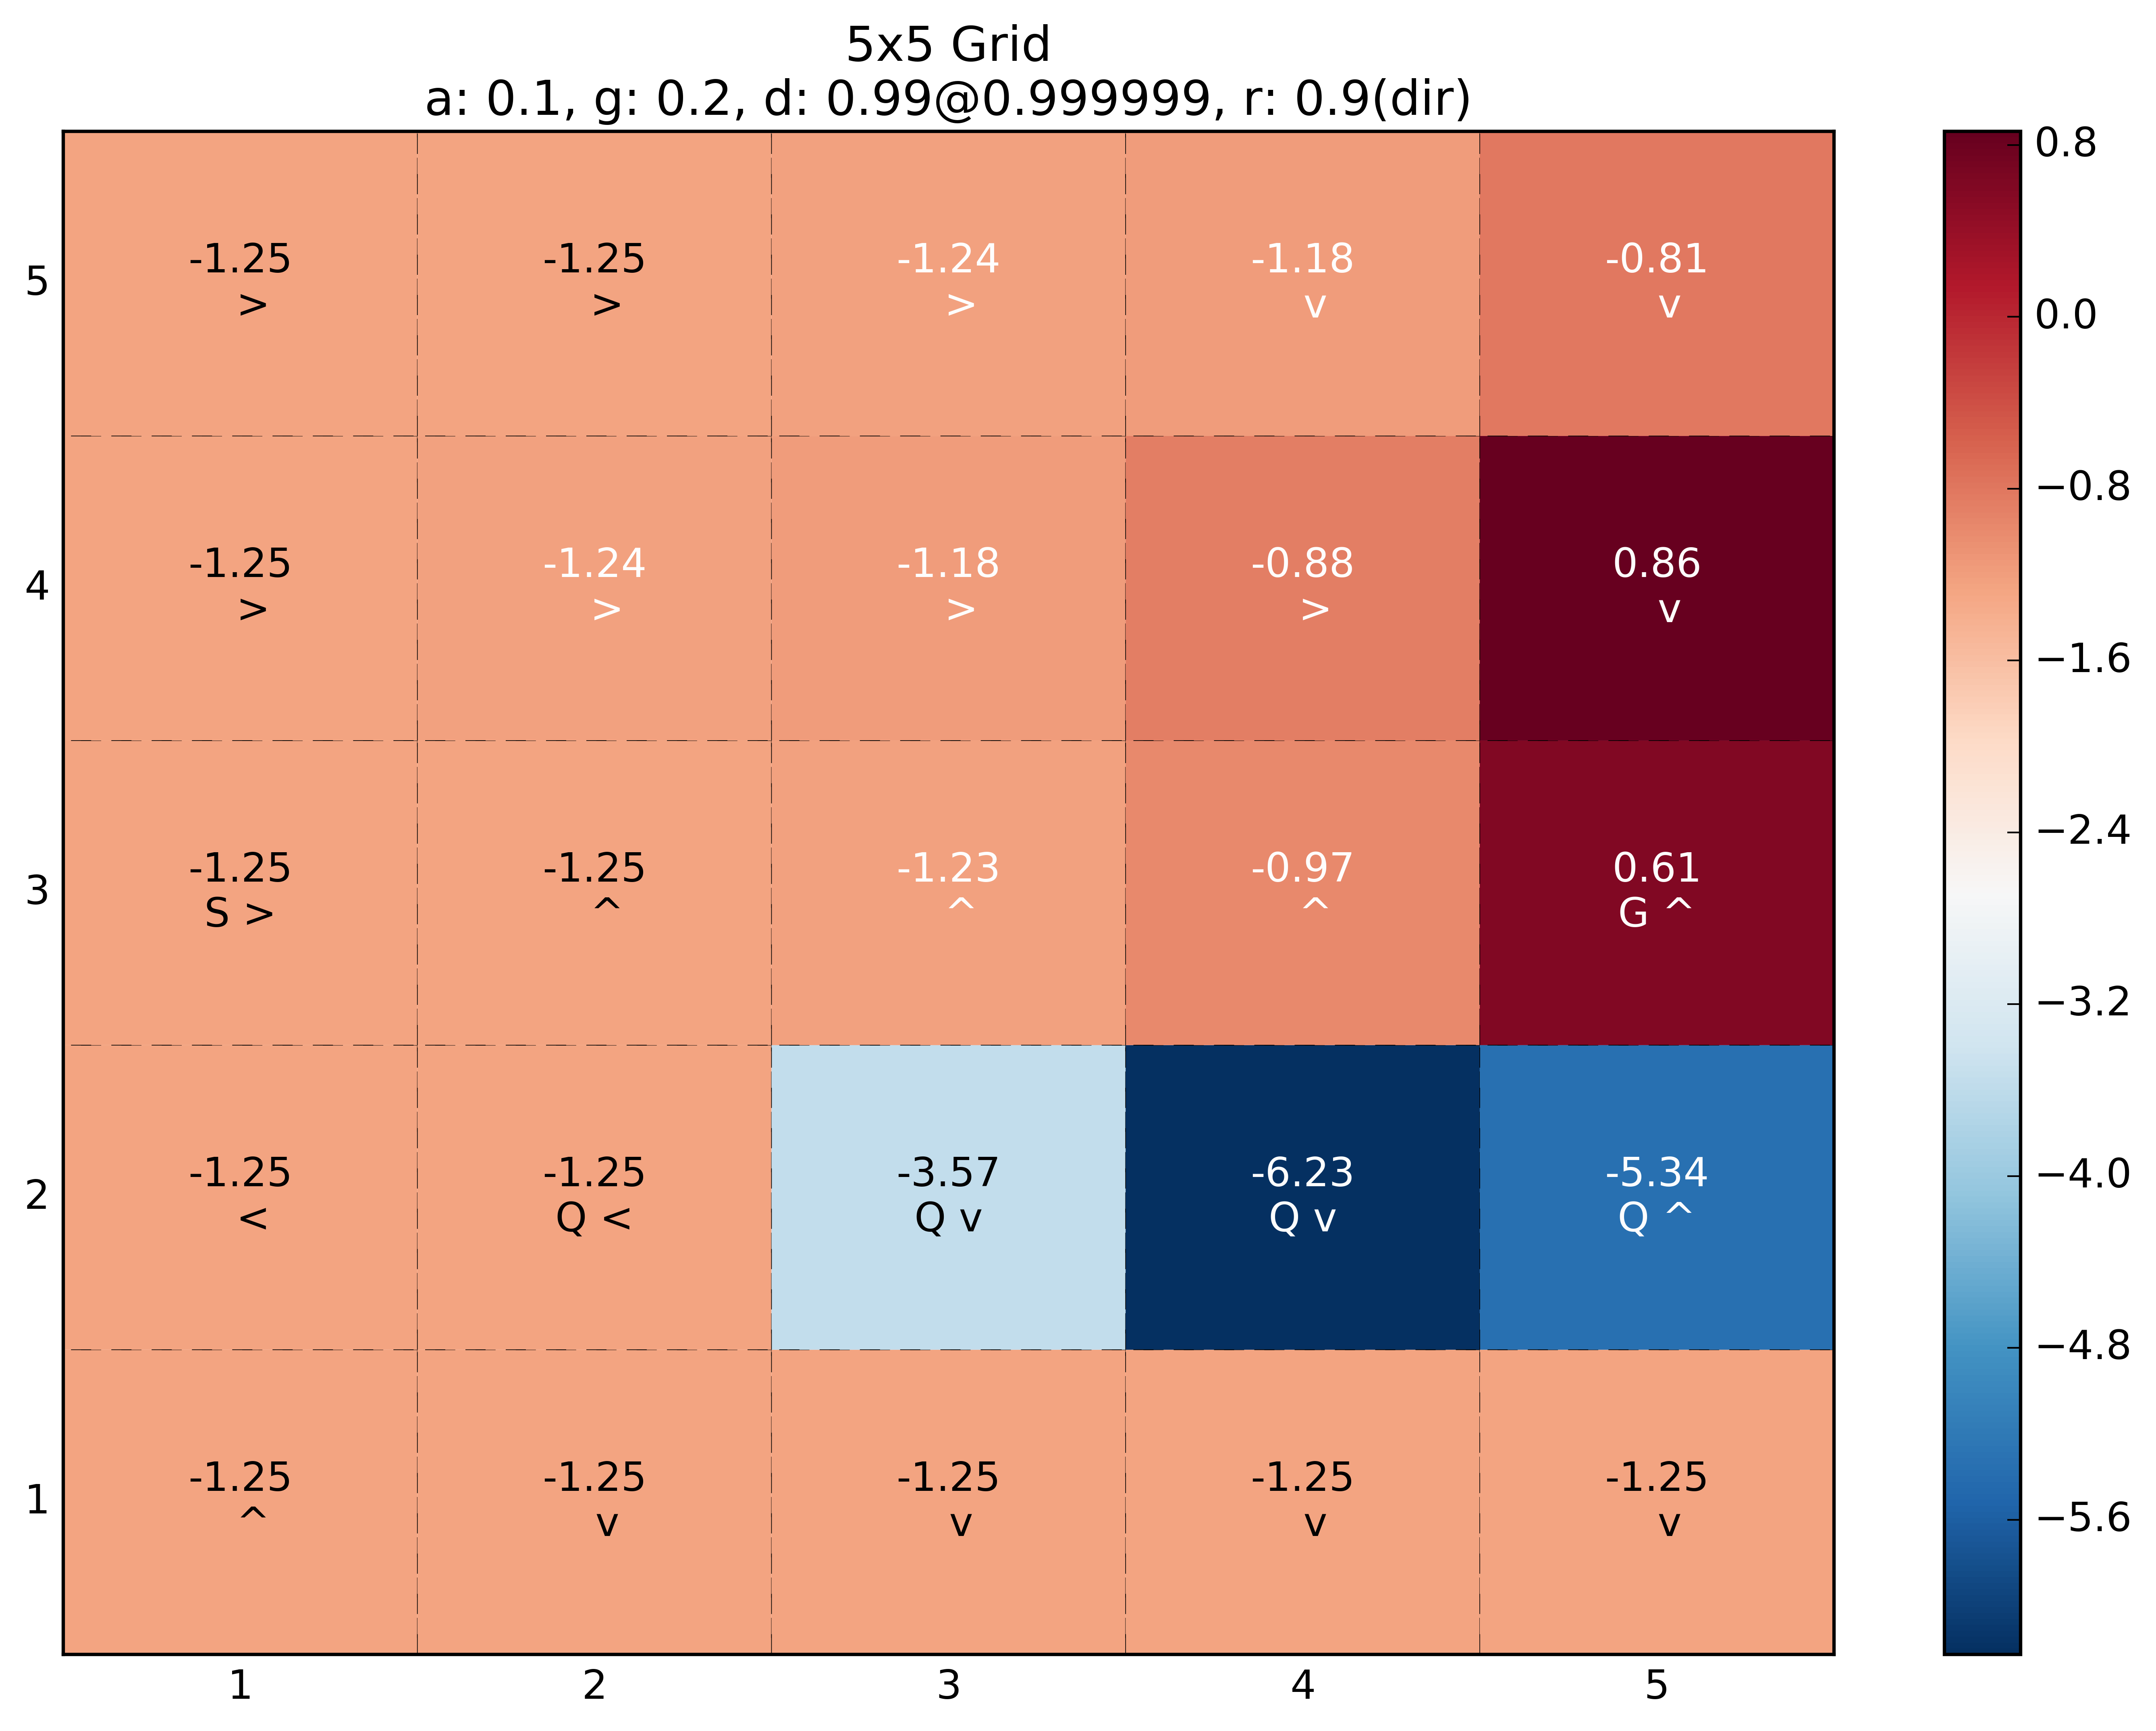 5x5 Grid
a: 0.1, g: 0.2, d: 0.99@0.999999, r: 0.9(dir)
5
-1.25 -1.25 -1.24 -1.18 -0.81
> > > v v
4
-1.25 -1.24 -1.18 -0.88 0.86
> > > > v
3
-1.25 -1.25 -1.23 -0.97 0.61
S > ^ ^ ^ G ^
2
-1.25 -1.25 -3.57 -6.23 -5.34
< Q < Q v Q v Q ^
1
-1.25 -1.25 -1.25 -1.25 -1.25
^ v v v v
1 2 3 4 5
0.8
0.0
−0.8
−1.6
−2.4
−3.2
−4.0
−4.8
−5.6